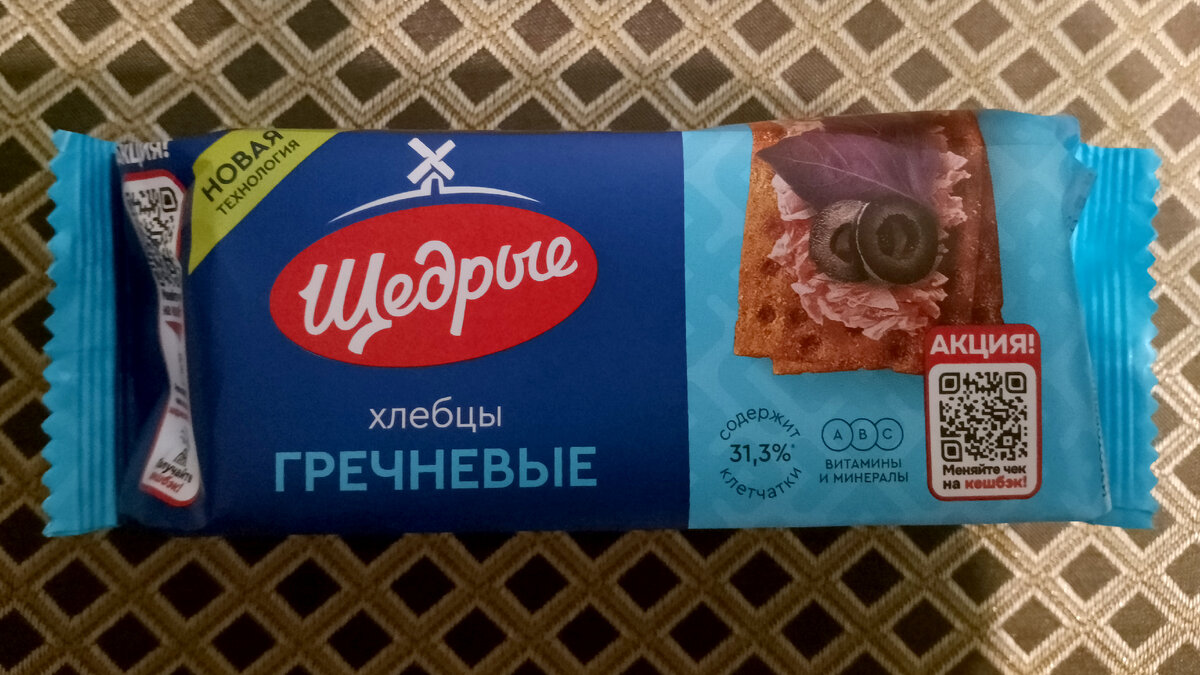 АКЦИЯ!
НОВАЯ
ТЕХНОЛОГИЯ
Щедрые
хлебцы
ГРЕЧНЕВЫЕ
содержит
31,3%*
клетчатки
A B C
ВИТАМИНЫ
И МИНЕРАЛЫ
АКЦИЯ!
Меняйте чек
на кешбэк!